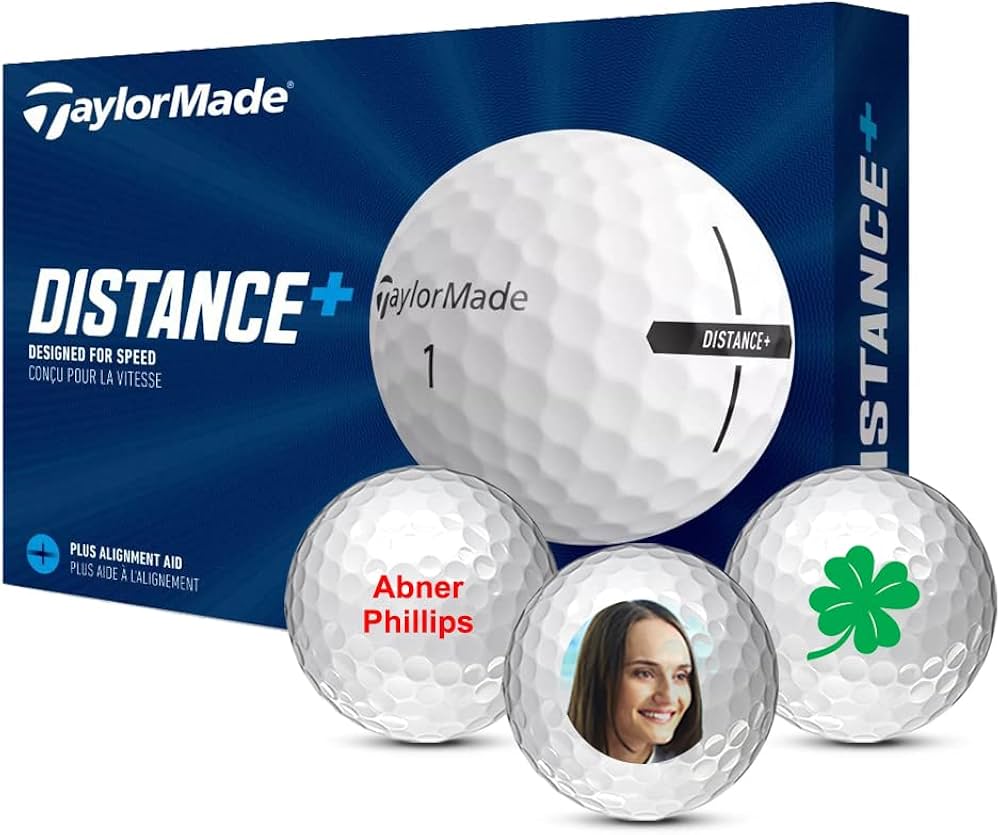 TaylorMade®
DISTANCE+
DESIGNED FOR SPEED
CONÇU POUR LA VITESSE
PLUS ALIGNMENT AID
PLUS AIDE À L'ALIGNEMENT
TaylorMade
1
DISTANCE+
DISTANCE+
Abner
Phillips